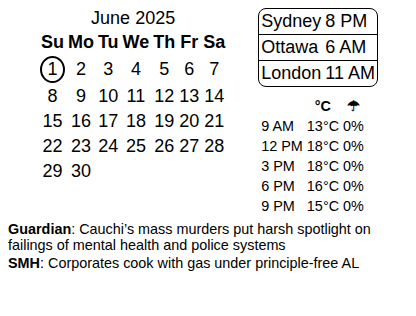 June 2025
Su Mo Tu We Th Fr Sa
1 2 3 4 5 6 7
8 9 10 11 12 13 14
15 16 17 18 19 20 21
22 23 24 25 26 27 28
29 30
Sydney 8 PM
Ottawa 6 AM
London 11 AM
°C ☂
9 AM 13°C 0%
12 PM 18°C 0%
3 PM 18°C 0%
6 PM 16°C 0%
9 PM 15°C 0%
Guardian: Cauchi’s mass murders put harsh spotlight on
failings of mental health and police systems
SMH: Corporates cook with gas under principle-free AL